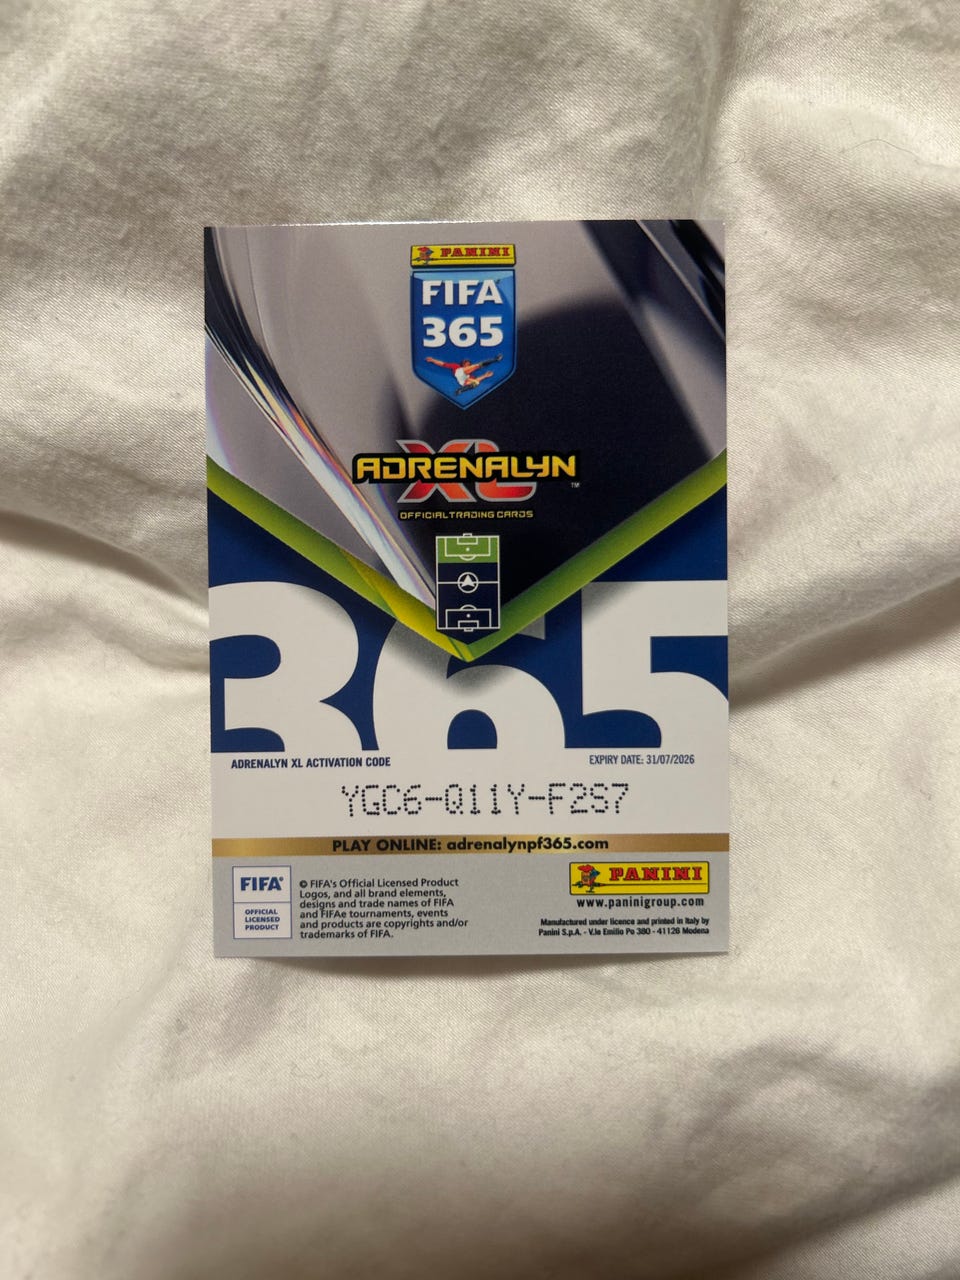 PANINI
FIFA
365
XL
ADRENALYN
™
OFFICIAL TRADING CARDS
365
ADRENALYN XL ACTIVATION CODE
EXPIRY DATE: 31/07/2026
YGC6-Q11Y-F2S7
PLAY ONLINE: adrenalynpf365.com
FIFA®
OFFICIAL
LICENSED
PRODUCT
© FIFA's Official Licensed Product
Logos, and all brand elements,
designs and trade names of FIFA
and FIFAe tournaments, events
and products are copyrights and/or
trademarks of FIFA.
PANINI
www.paninigroup.com
Manufactured under licence and printed in Italy by
Panini S.p.A. - V.le Emilio Po 380 - 41126 Modena